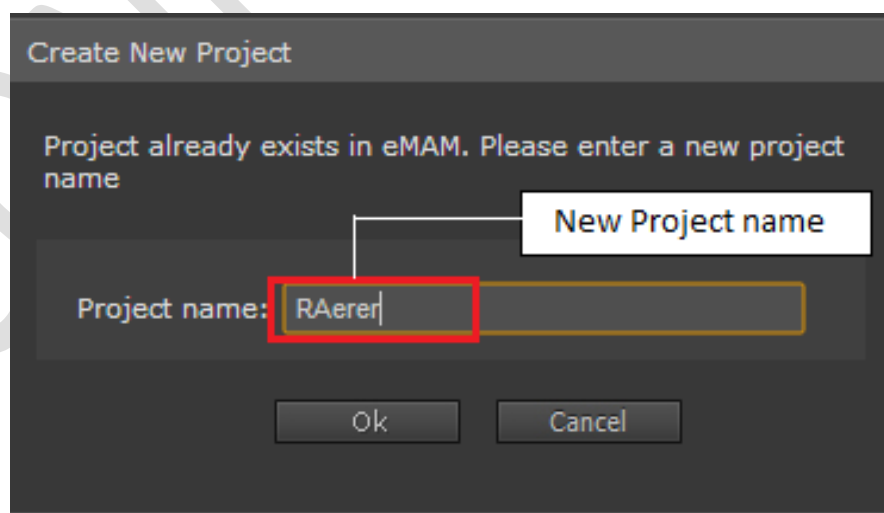 Create New Project
Project already exists in eMAM. Please enter a new project
name
New Project name
Project name: RAerer
Ok Cancel